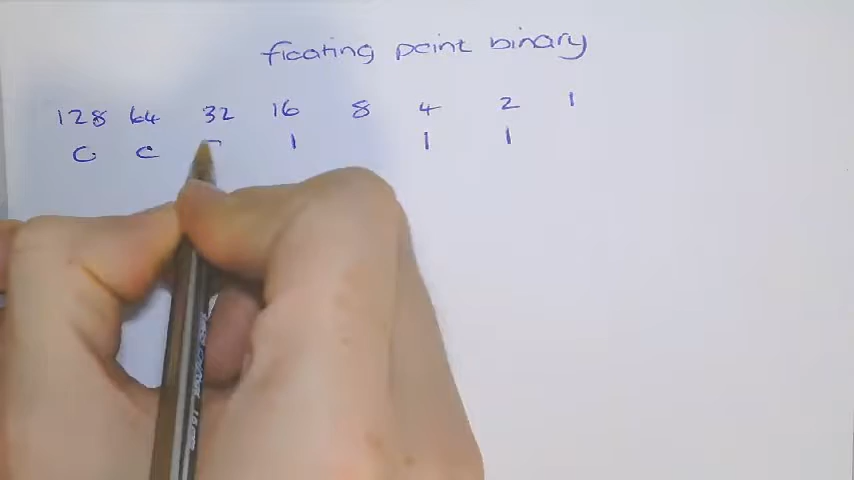 floating point binary
128 64 32 16 8 4 2 1
0 0 1 1 1